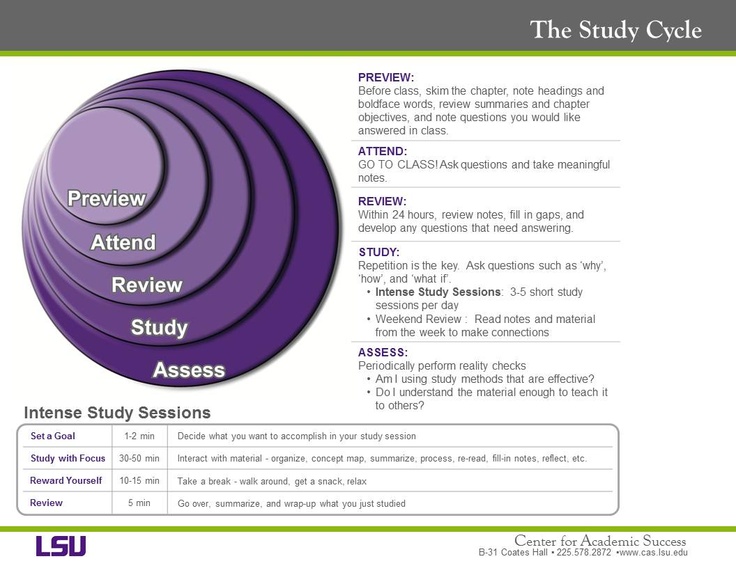 The Study Cycle
Preview
Attend
Review
Study
Assess
PREVIEW:
Before class, skim the chapter, note headings and
boldface words, review summaries and chapter
objectives, and note questions you would like
answered in class.
ATTEND:
GO TO CLASS! Ask questions and take meaningful
notes.
REVIEW:
Within 24 hours, review notes, fill in gaps, and
develop any questions that need answering.
STUDY:
Repetition is the key. Ask questions such as ‘why’,
‘how’, and ‘what if’.
• Intense Study Sessions: 3-5 short study
sessions per day
• Weekend Review : Read notes and material
from the week to make connections
ASSESS:
Periodically perform reality checks
• Am I using study methods that are effective?
• Do I understand the material enough to teach it
to others?
Intense Study Sessions
Set a Goal 1-2 min Decide what you want to accomplish in your study session
Study with Focus 30-50 min Interact with material - organize, concept map, summarize, process, re-read, fill-in notes, reflect, etc.
Reward Yourself 10-15 min Take a break - walk around, get a snack, relax
Review 5 min Go over, summarize, and wrap-up what you just studied
LSU
Center for Academic Success
B-31 Coates Hall • 225.578.2872 •www.cas.lsu.edu